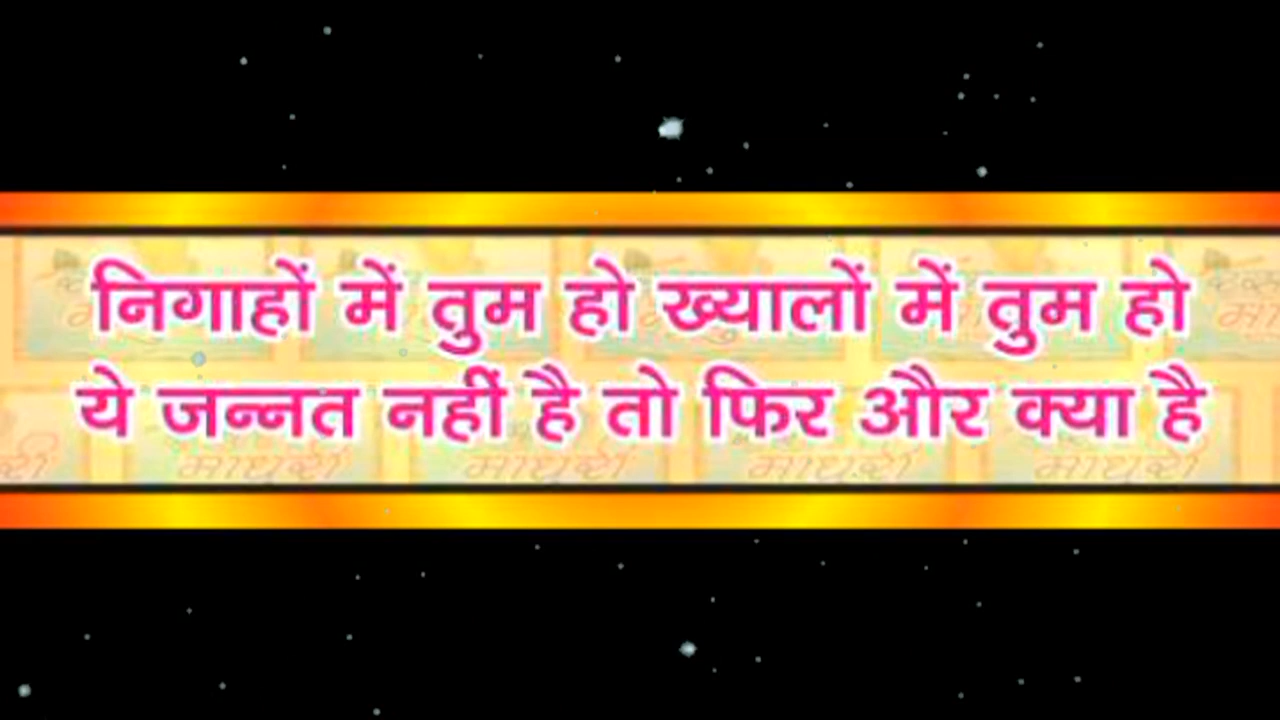 निगाहों में तुम हो ख्यालों में तुम हो
ये जन्नत नहीं है तो फिर और क्या है